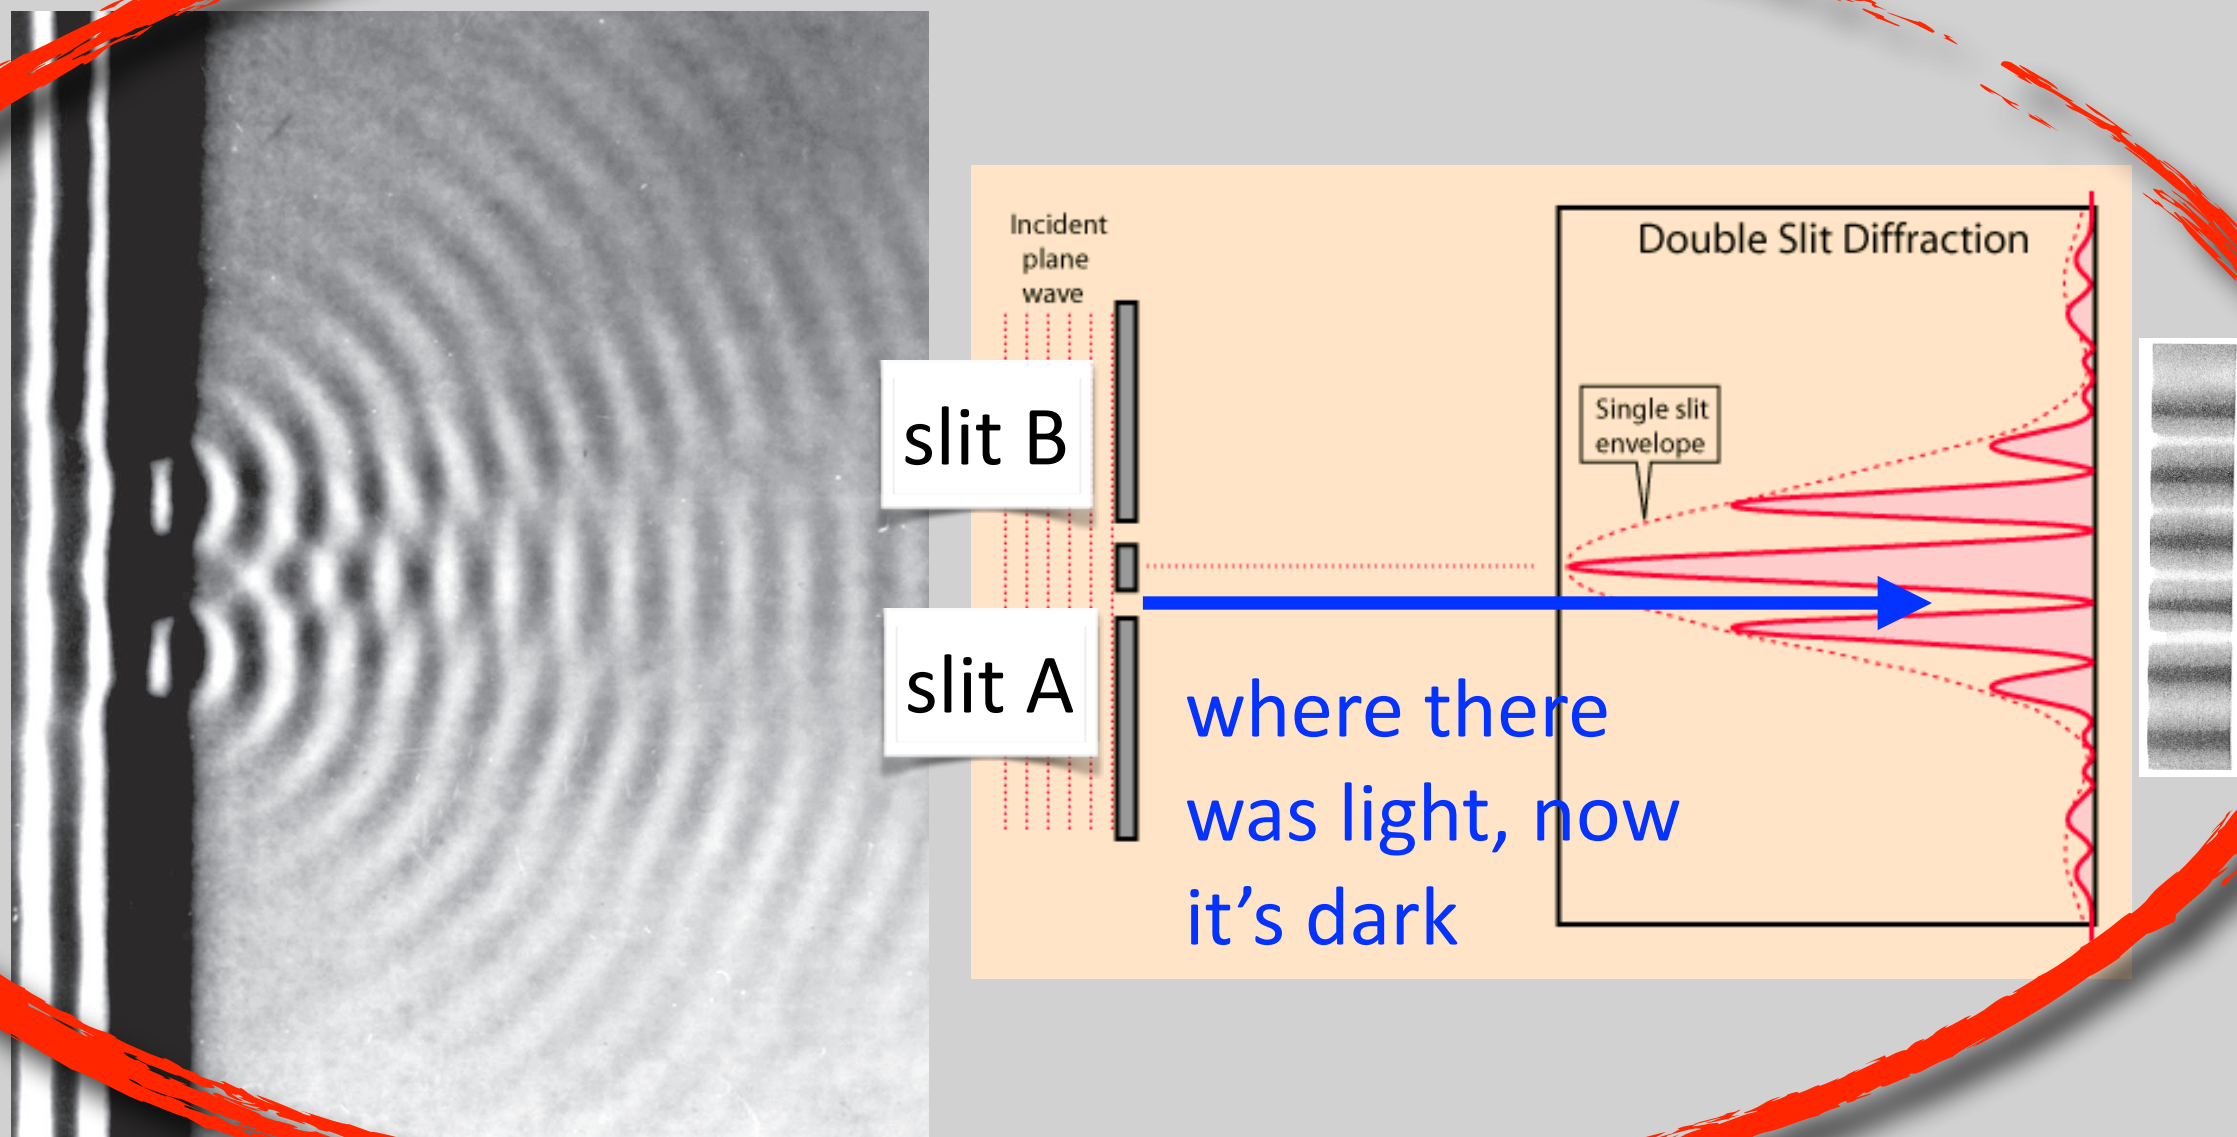 Incident
plane
wave
Double Slit Diffraction
slit B
Single slit
envelope
slit A
where there
was light, now
it’s dark